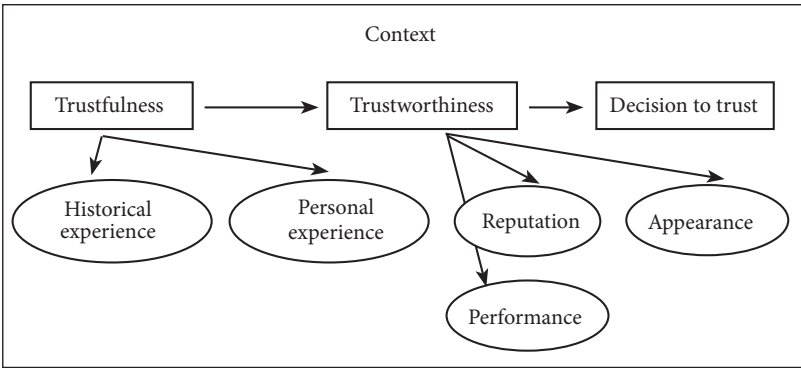 Context
Trustfulness
Trustworthiness
Decision to trust
Historical
experience
Personal
experience
Reputation
Appearance
Performance